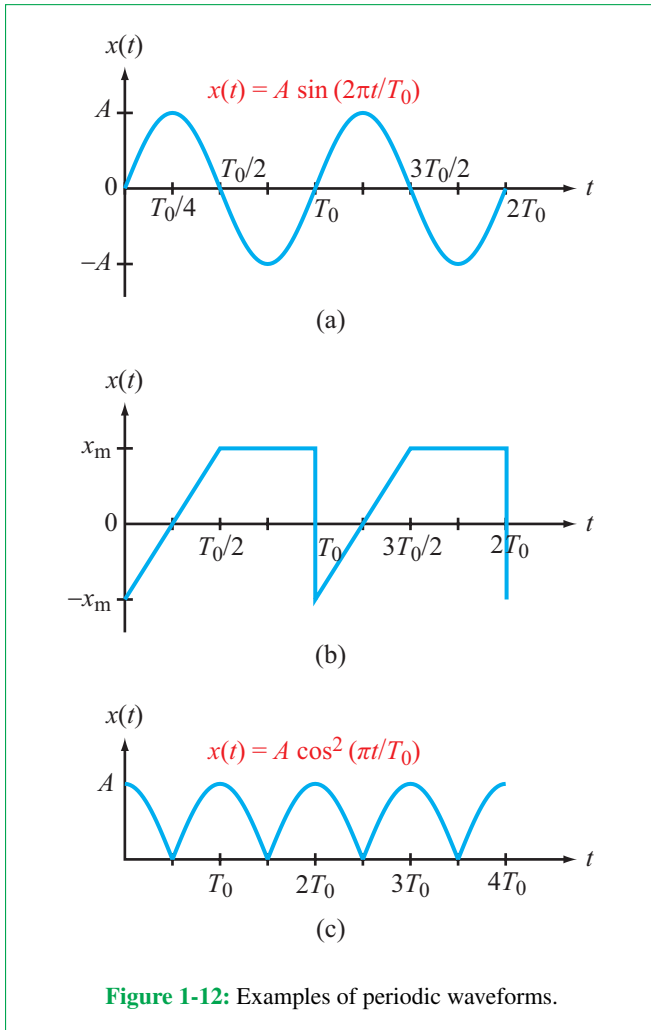 x(t)
x(t) = A sin (2πt/T₀)
A
T₀/2
3T₀/2
0
t
T₀/4
T₀
2T₀
−A
(a)
x(t)
xₘ
0
t
T₀/2
T₀
3T₀/2
2T₀
−xₘ
(b)
x(t)
x(t) = A cos² (πt/T₀)
A
t
T₀
2T₀
3T₀
4T₀
(c)
Figure 1-12: Examples of periodic waveforms.